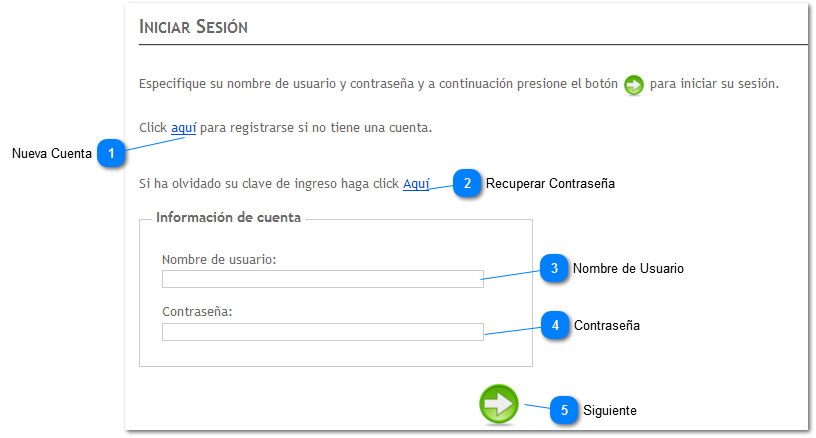 INICIAR SESIÓN
Especifique su nombre de usuario y contraseña y a continuación presione el botón para iniciar su sesión.
Click aquí para registrarse si no tiene una cuenta.
Nueva Cuenta 1
Si ha olvidado su clave de ingreso haga click Aquí
2 Recuperar Contraseña
Información de cuenta
Nombre de usuario:
3 Nombre de Usuario
Contraseña:
4 Contraseña
5 Siguiente